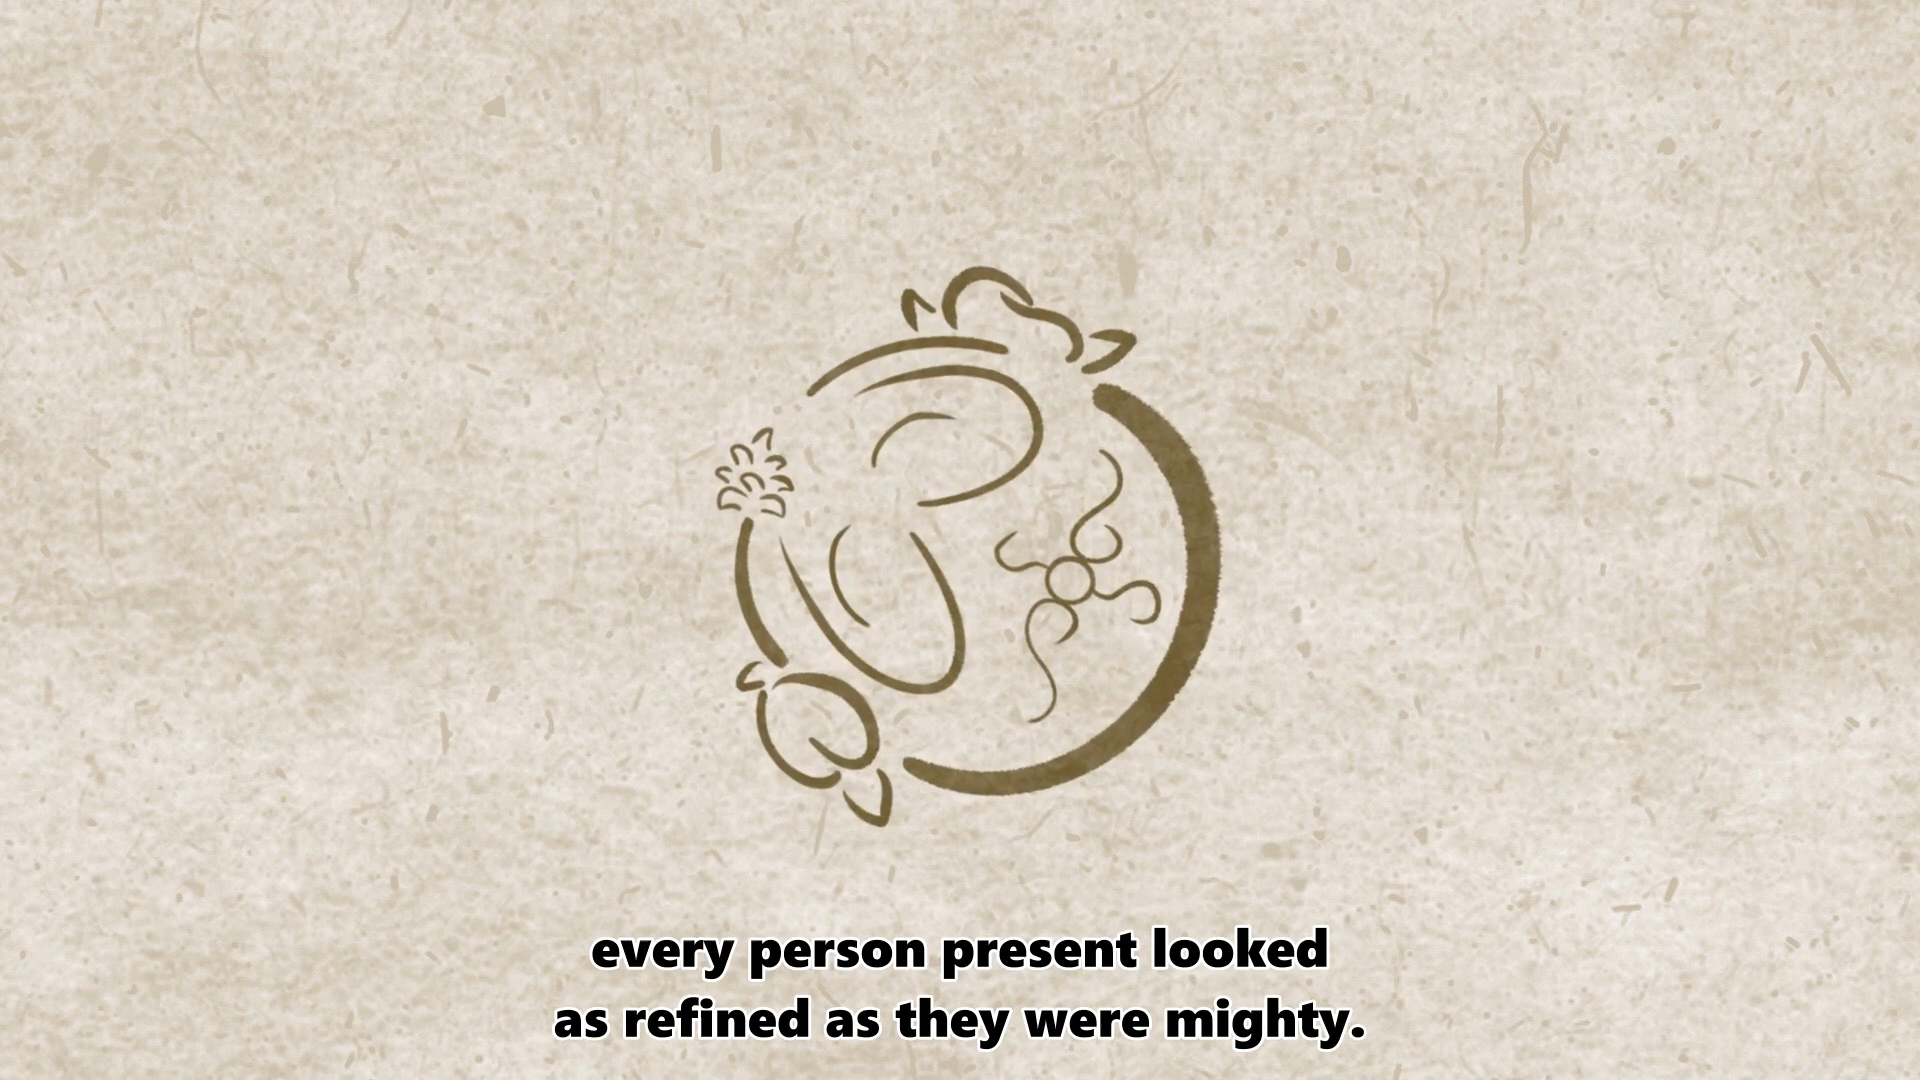 every person present looked
as refined as they were mighty.